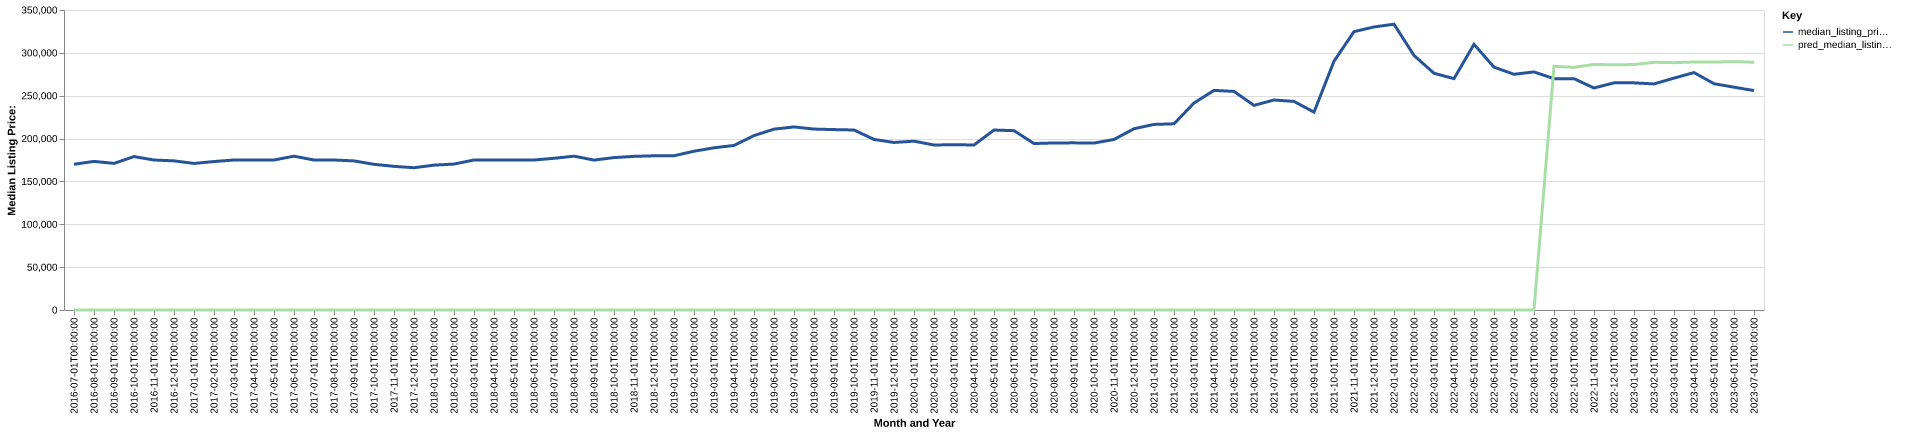 350,000
300,000
250,000
200,000
150,000
100,000
50,000
0
Median Listing Price:
2016-07-01T00:00:00
2016-08-01T00:00:00
2016-09-01T00:00:00
2016-10-01T00:00:00
2016-11-01T00:00:00
2016-12-01T00:00:00
2017-01-01T00:00:00
2017-02-01T00:00:00
2017-03-01T00:00:00
2017-04-01T00:00:00
2017-05-01T00:00:00
2017-06-01T00:00:00
2017-07-01T00:00:00
2017-08-01T00:00:00
2017-09-01T00:00:00
2017-10-01T00:00:00
2017-11-01T00:00:00
2017-12-01T00:00:00
2018-01-01T00:00:00
2018-02-01T00:00:00
2018-03-01T00:00:00
2018-04-01T00:00:00
2018-05-01T00:00:00
2018-06-01T00:00:00
2018-07-01T00:00:00
2018-08-01T00:00:00
2018-09-01T00:00:00
2018-10-01T00:00:00
2018-11-01T00:00:00
2018-12-01T00:00:00
2019-01-01T00:00:00
2019-02-01T00:00:00
2019-03-01T00:00:00
2019-04-01T00:00:00
2019-05-01T00:00:00
2019-06-01T00:00:00
2019-07-01T00:00:00
2019-08-01T00:00:00
2019-09-01T00:00:00
2019-10-01T00:00:00
2019-11-01T00:00:00
2019-12-01T00:00:00
2020-01-01T00:00:00
2020-02-01T00:00:00
2020-03-01T00:00:00
2020-04-01T00:00:00
2020-05-01T00:00:00
2020-06-01T00:00:00
2020-07-01T00:00:00
2020-08-01T00:00:00
2020-09-01T00:00:00
2020-10-01T00:00:00
2020-11-01T00:00:00
2020-12-01T00:00:00
2021-01-01T00:00:00
2021-02-01T00:00:00
2021-03-01T00:00:00
2021-04-01T00:00:00
2021-05-01T00:00:00
2021-06-01T00:00:00
2021-07-01T00:00:00
2021-08-01T00:00:00
2021-09-01T00:00:00
2021-10-01T00:00:00
2021-11-01T00:00:00
2021-12-01T00:00:00
2022-01-01T00:00:00
2022-02-01T00:00:00
2022-03-01T00:00:00
2022-04-01T00:00:00
2022-05-01T00:00:00
2022-06-01T00:00:00
2022-07-01T00:00:00
2022-08-01T00:00:00
2022-09-01T00:00:00
2022-10-01T00:00:00
2022-11-01T00:00:00
2022-12-01T00:00:00
2023-01-01T00:00:00
2023-02-01T00:00:00
2023-03-01T00:00:00
2023-04-01T00:00:00
2023-05-01T00:00:00
2023-06-01T00:00:00
2023-07-01T00:00:00
Month and Year
Key
median_listing_pri…
pred_median_listin…